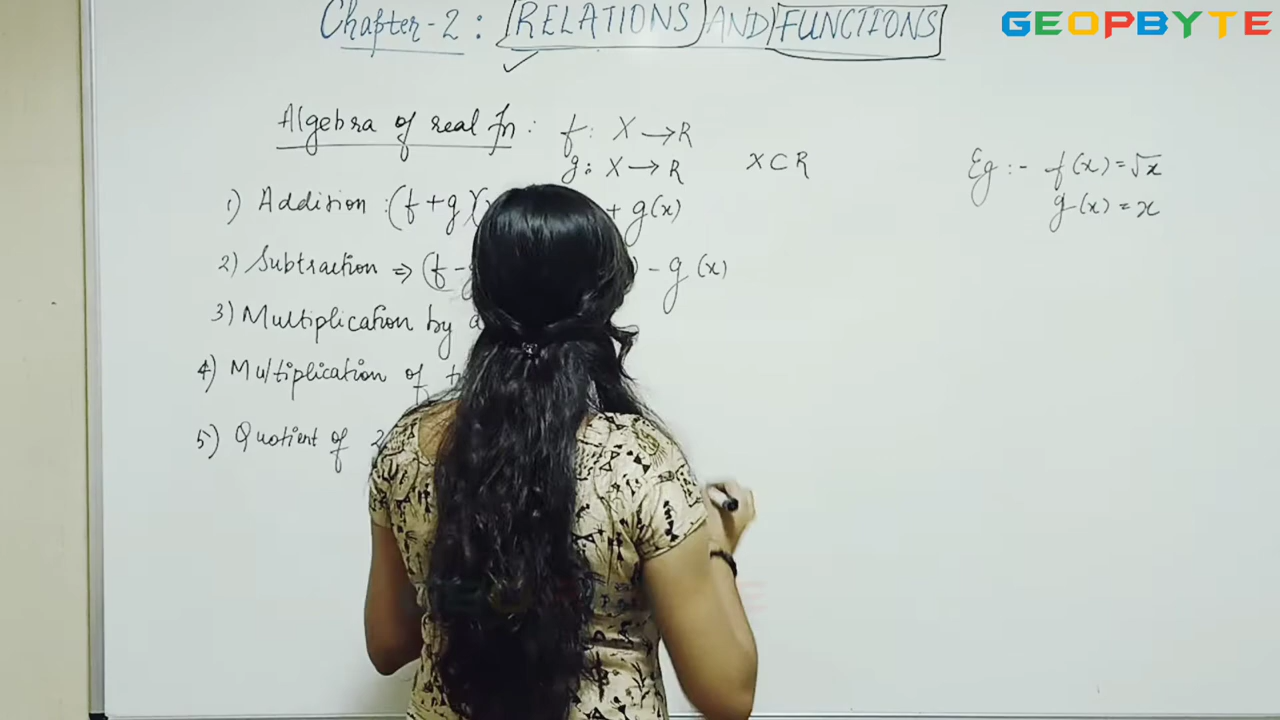 Chapter-2 : RELATIONS AND FUNCTIONS
GEOPBYTE
Algebra of real fn : f : X → R
g : X → R X ⊂ R
Eg :- f(x) = √x
g(x) = x
1) Addition : (f + g)( + g(x)
2) Subtraction ⇒ (f - - g(x)
3) Multiplication by a
4) Multiplication of
5) Quotient of 2